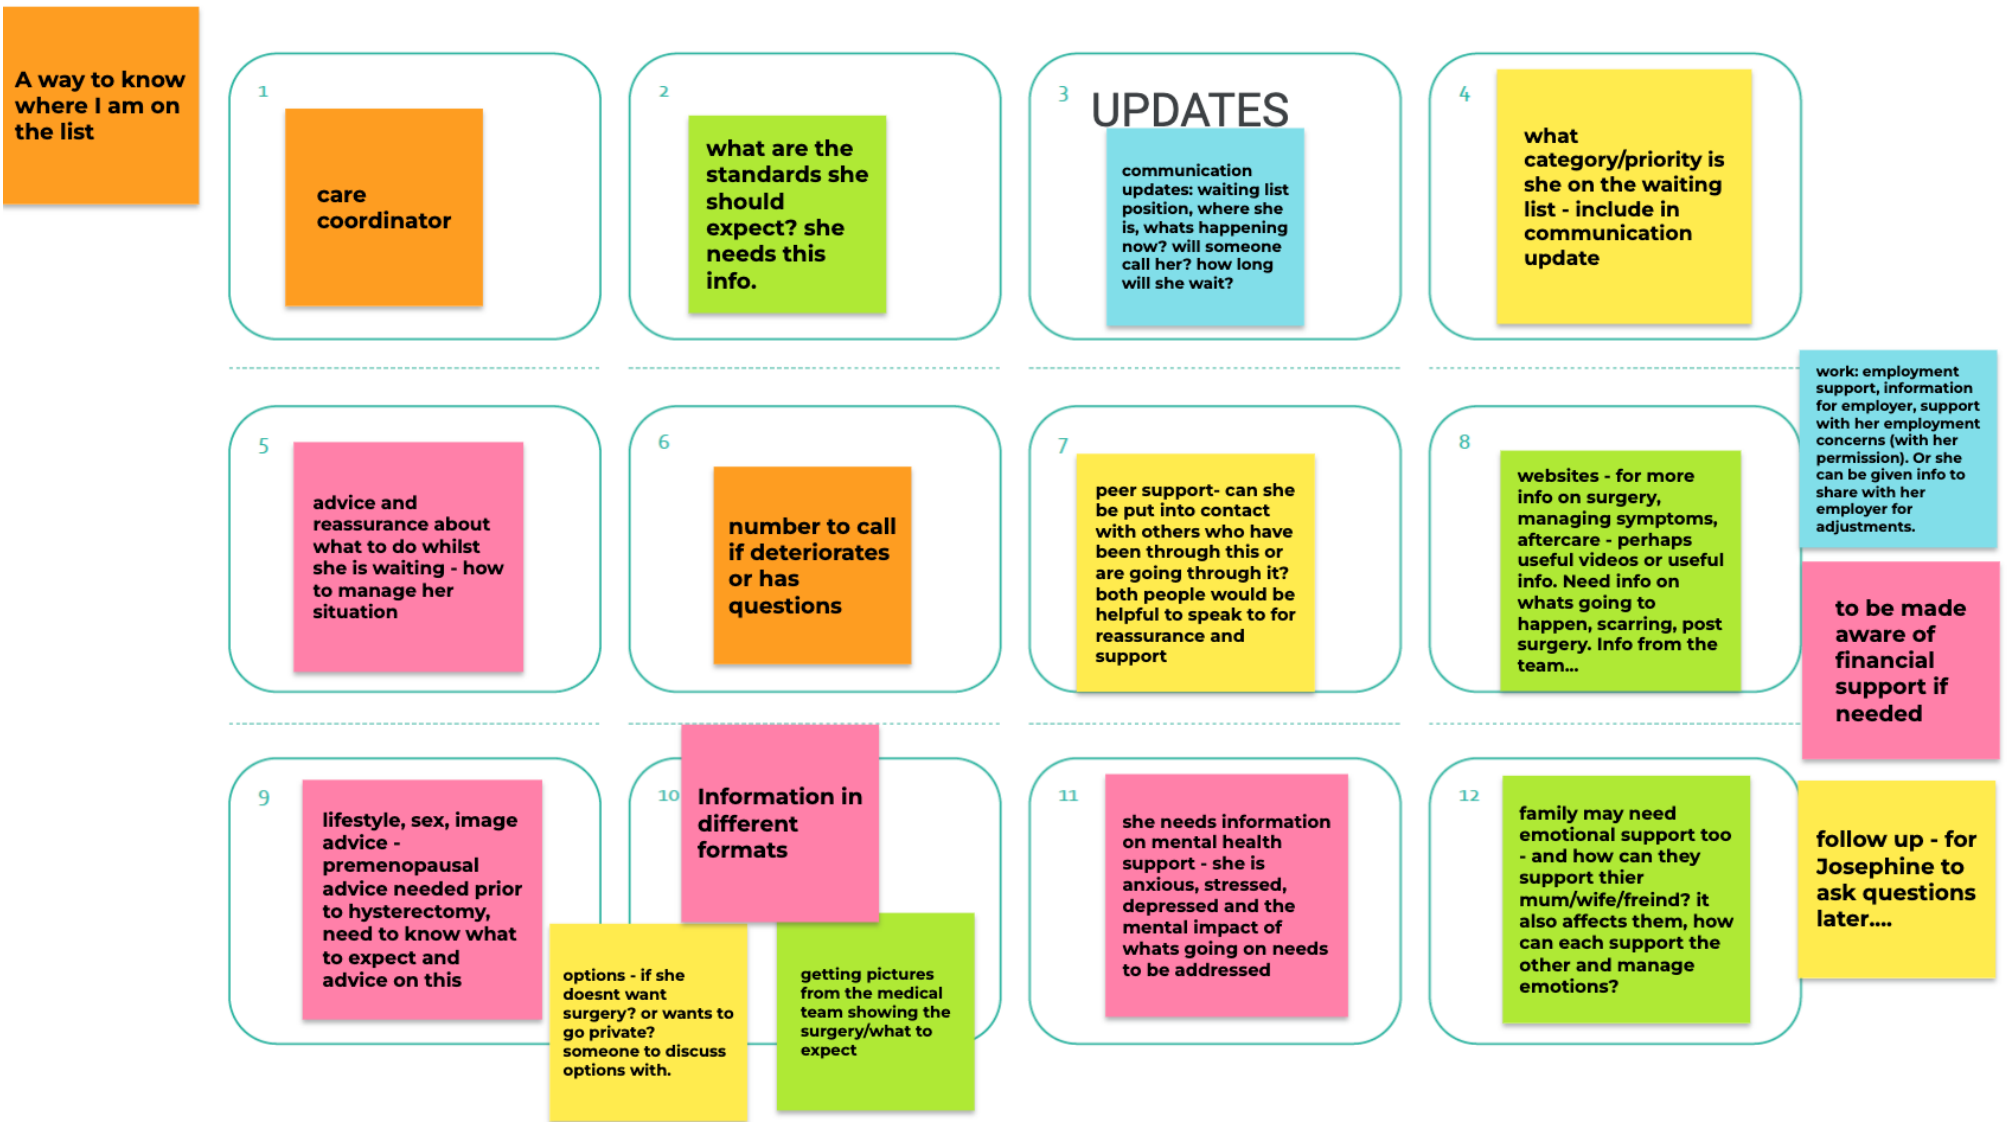 A way to know
where I am on
the list
1
care
coordinator
2
what are the
standards she
should
expect? she
needs this
info.
3
UPDATES
communication
updates: waiting list
position, where she
is, whats happening
now? will someone
call her? how long
will she wait?
4
what
category/priority is
she on the waiting
list - include in
communication
update
5
advice and
reassurance about
what to do whilst
she is waiting - how
to manage her
situation
6
number to call
if deteriorates
or has
questions
7
peer support- can she
be put into contact
with others who have
been through this or
are going through it?
both people would be
helpful to speak to for
reassurance and
support
8
websites - for more
info on surgery,
managing symptoms,
aftercare - perhaps
useful videos or useful
info. Need info on
whats going to
happen, scarring, post
surgery. Info from the
team...
work: employment
support, information
for employer, support
with her employment
concerns (with her
permission). Or she
can be given info to
share with her
employer for
adjustments.
to be made
aware of
financial
support if
needed
9
lifestyle, sex, image
advice -
premenopausal
advice needed prior
to hysterectomy,
need to know what
to expect and
advice on this
10
Information in
different
formats
options - if she
doesnt want
surgery? or wants to
go private?
someone to discuss
options with.
getting pictures
from the medical
team showing the
surgery/what to
expect
11
she needs information
on mental health
support - she is
anxious, stressed,
depressed and the
mental impact of
whats going on needs
to be addressed
12
family may need
emotional support too
- and how can they
support thier
mum/wife/freind? it
also affects them, how
can each support the
other and manage
emotions?
follow up - for
Josephine to
ask questions
later....